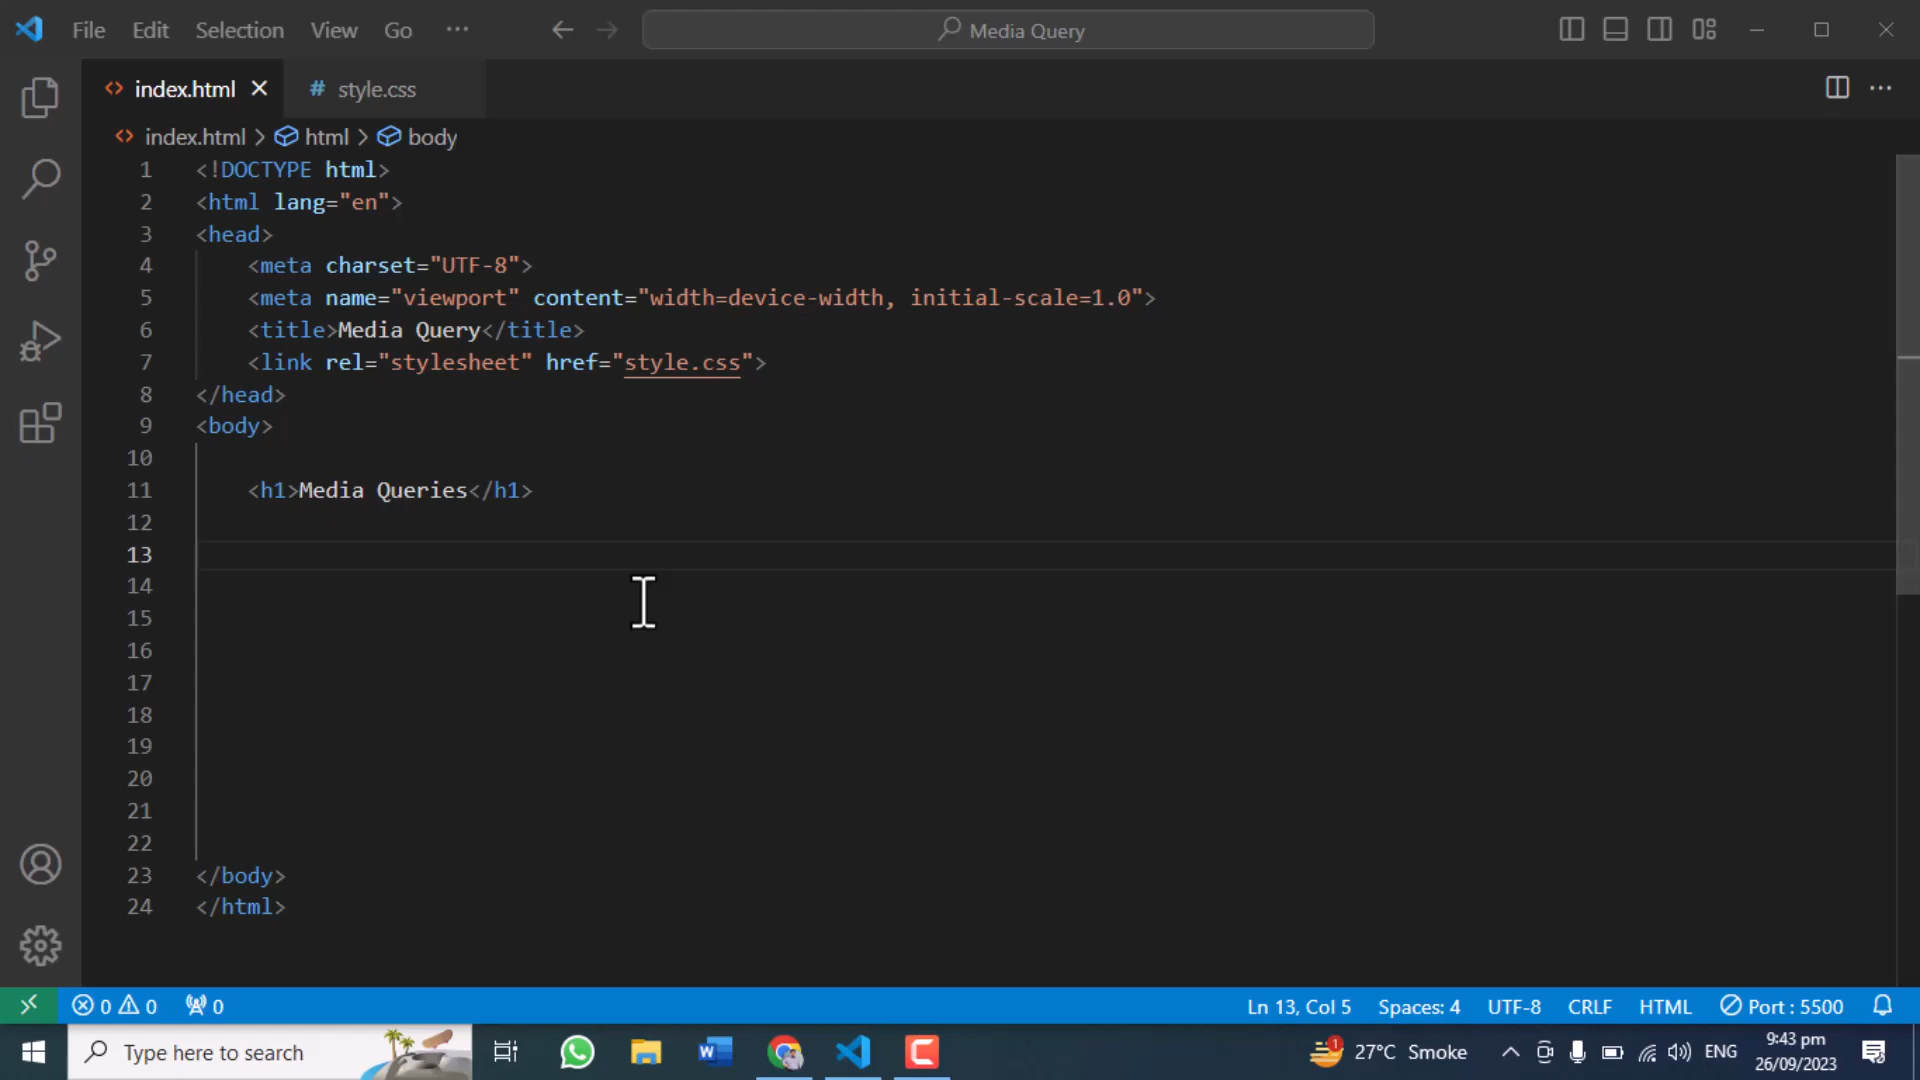 File Edit Selection View Go ··· Media Query
index.html style.css
index.html > html > body
1 <!DOCTYPE html>
2 <html lang="en">
3 <head>
4 <meta charset="UTF-8">
5 <meta name="viewport" content="width=device-width, initial-scale=1.0">
6 <title>Media Query</title>
7 <link rel="stylesheet" href="style.css">
8 </head>
9 <body>
10
11 <h1>Media Queries</h1>
12
13
14
15
16
17
18
19
20
21
22
23 </body>
24 </html>
0 0 0 Ln 13, Col 5 Spaces: 4 UTF-8 CRLF HTML Port : 5500
Type here to search 1 27°C Smoke ENG 9:43 pm
26/09/2023